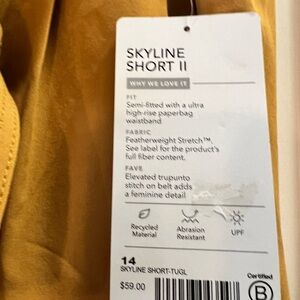 SKYLINE
SHORT II
WHY WE LOVE IT
FIT
Semi-fitted with a ultra
high-rise paperbag
waistband
FABRIC
Featherweight Stretch™.
See label for the product's
full fiber content.
FAVE
Elevated trupunto
stitch on belt adds
a feminine detail
Recycled Material
Abrasion Resistant
UPF
14
SKYLINE SHORT-TUGL
$59.00
Certified
B